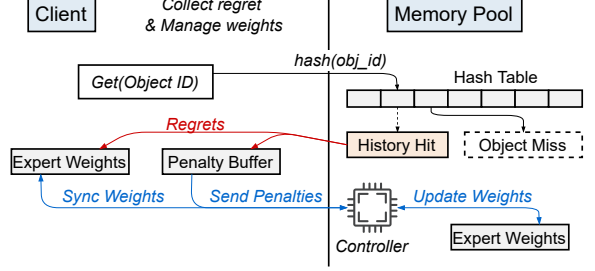 Client
Collect regret
& Manage weights
Memory Pool
hash(obj_id)
Get(Object ID)
Hash Table
Regrets
History Hit
Object Miss
Expert Weights
Penalty Buffer
Sync Weights
Send Penalties
Update Weights
Controller
Expert Weights